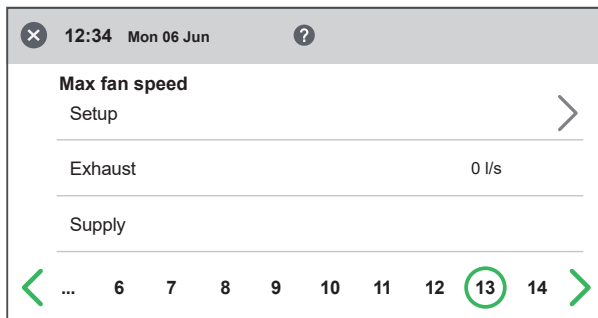 12:34 Mon 06 Jun ?
Max fan speed
Setup
Exhaust 0 l/s
Supply
... 6 7 8 9 10 11 12 13 14